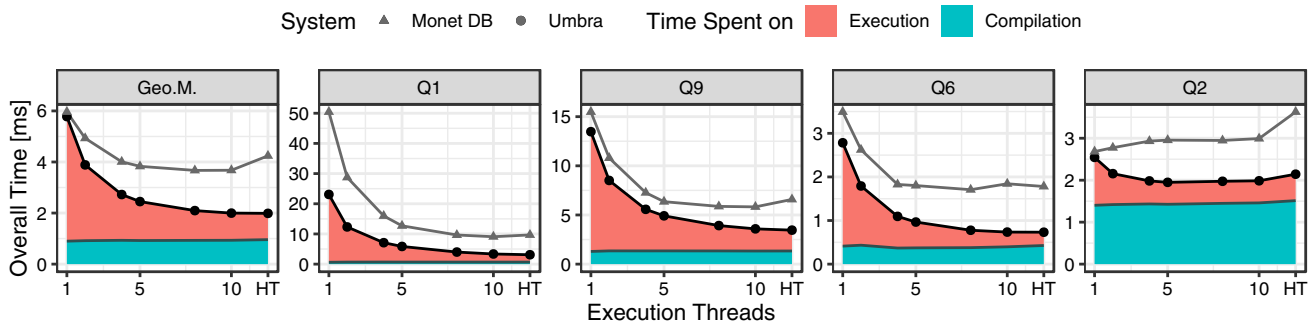 System Monet DB Umbra Time Spent on Execution Compilation
Geo.M. Q1 Q9 Q6 Q2
Overall Time [ms]
6
4
2
0
1 5 10 HT
50
40
30
20
10
0
1 5 10 HT
15
10
5
0
1 5 10 HT
3
2
1
0
1 5 10 HT
3
2
1
0
1 5 10 HT
Execution Threads